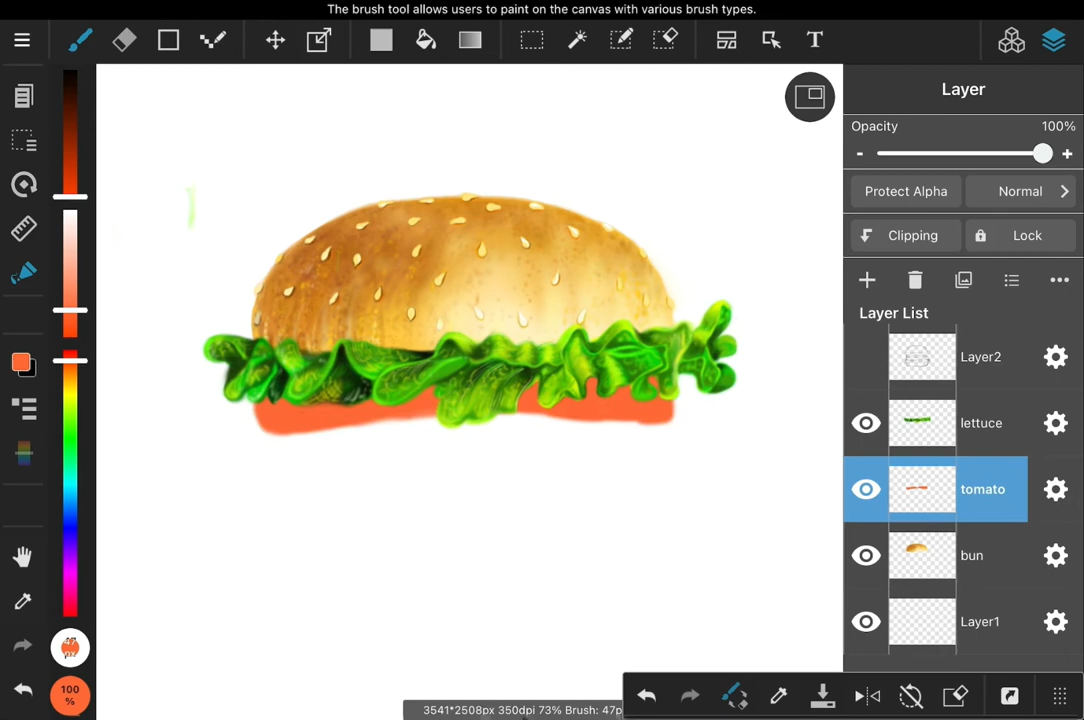 The brush tool allows users to paint on the canvas with various brush types.
T
Layer
Opacity 100%
- +
Protect Alpha Normal
Clipping Lock
Layer List
Layer2
lettuce
tomato
bun
Layer1
100
%
3541*2508px 350dpi 73% Brush: 47p